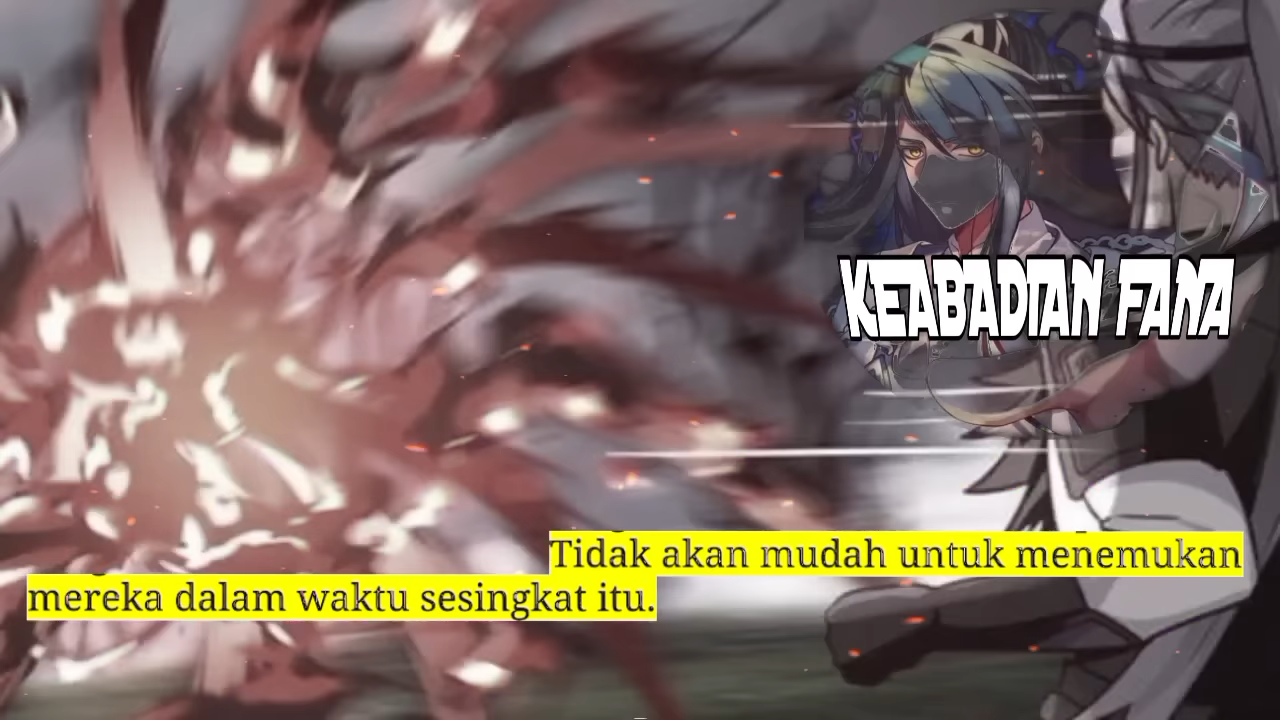 KEABADIAN FANA
Tidak akan mudah untuk menemukan
mereka dalam waktu sesingkat itu.